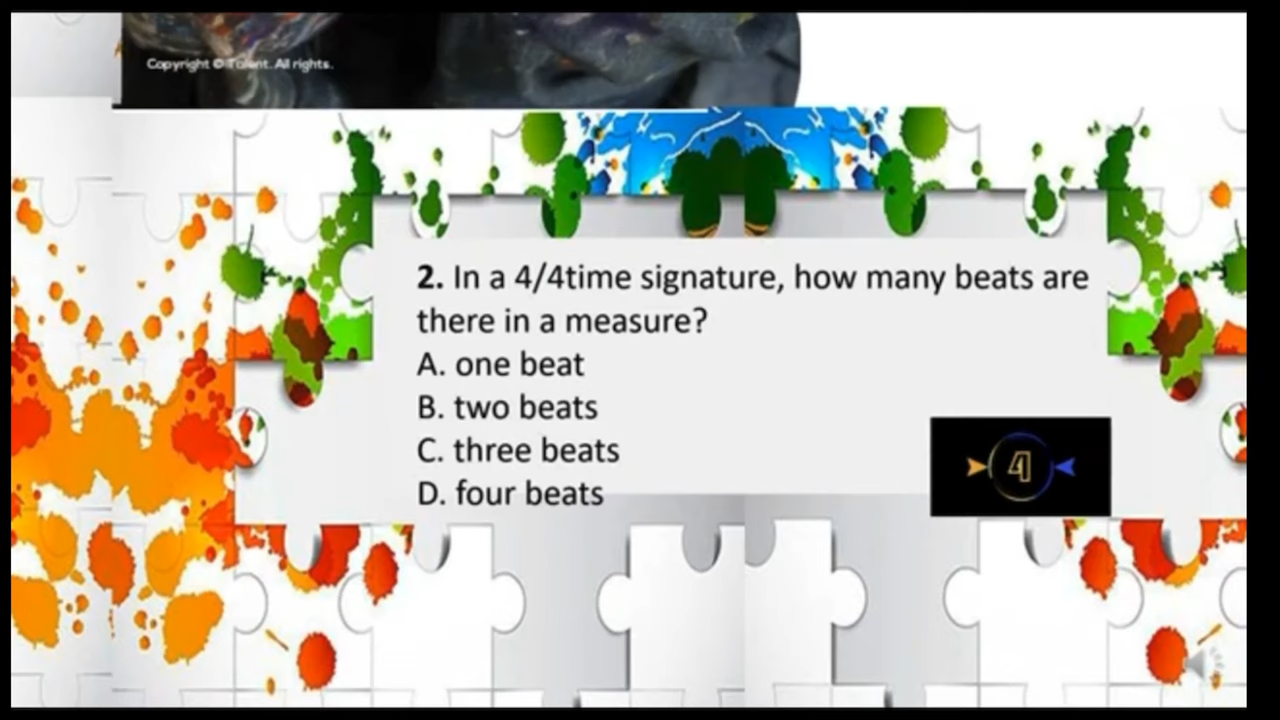 Copyright © iTalent. All rights.
2. In a 4/4time signature, how many beats are
there in a measure?
A. one beat
B. two beats
C. three beats
D. four beats
4